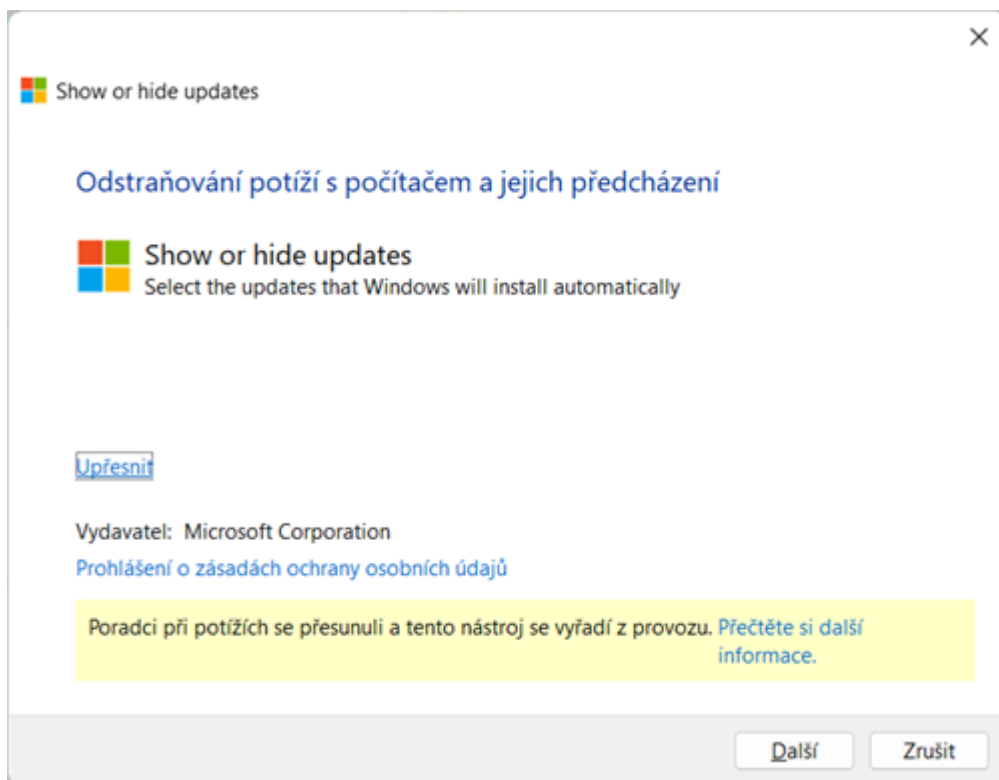 Show or hide updates
Odstraňování potíží s počítačem a jejich předcházení
Show or hide updates
Select the updates that Windows will install automatically
Upřesnit
Vydavatel: Microsoft Corporation
Prohlášení o zásadách ochrany osobních údajů
Poradci při potížích se přesunuli a tento nástroj se vyřadí z provozu. Přečtěte si další
informace.
Další Zrušit